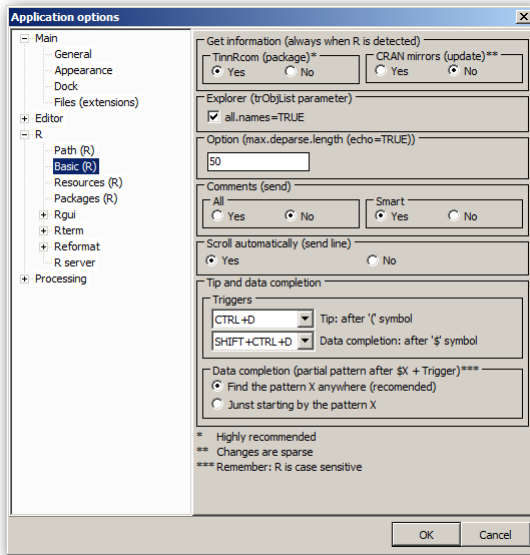 Application options
Main
General
Appearance
Dock
Files (extensions)
Editor
R
Path (R)
Basic (R)
Resources (R)
Packages (R)
Rgui
Rterm
Reformat
R server
Processing
Get information (always when R is detected)
TinnRcom (package)*
Yes No
CRAN mirrors (update)**
Yes No
Explorer (trObjList parameter)
all.names=TRUE
Option (max.deparse.length (echo=TRUE))
50
Comments (send)
All
Yes No
Smart
Yes No
Scroll automatically (send line)
Yes No
Tip and data completion
Triggers
CTRL+D Tip: after '(' symbol
SHIFT+CTRL+D Data completion: after '$' symbol
Data completion (partial pattern after $X + Trigger)***
Find the pattern X anywhere (recomended)
Junst starting by the pattern X
* Highly recommended
** Changes are sparse
*** Remember: R is case sensitive
OK Cancel